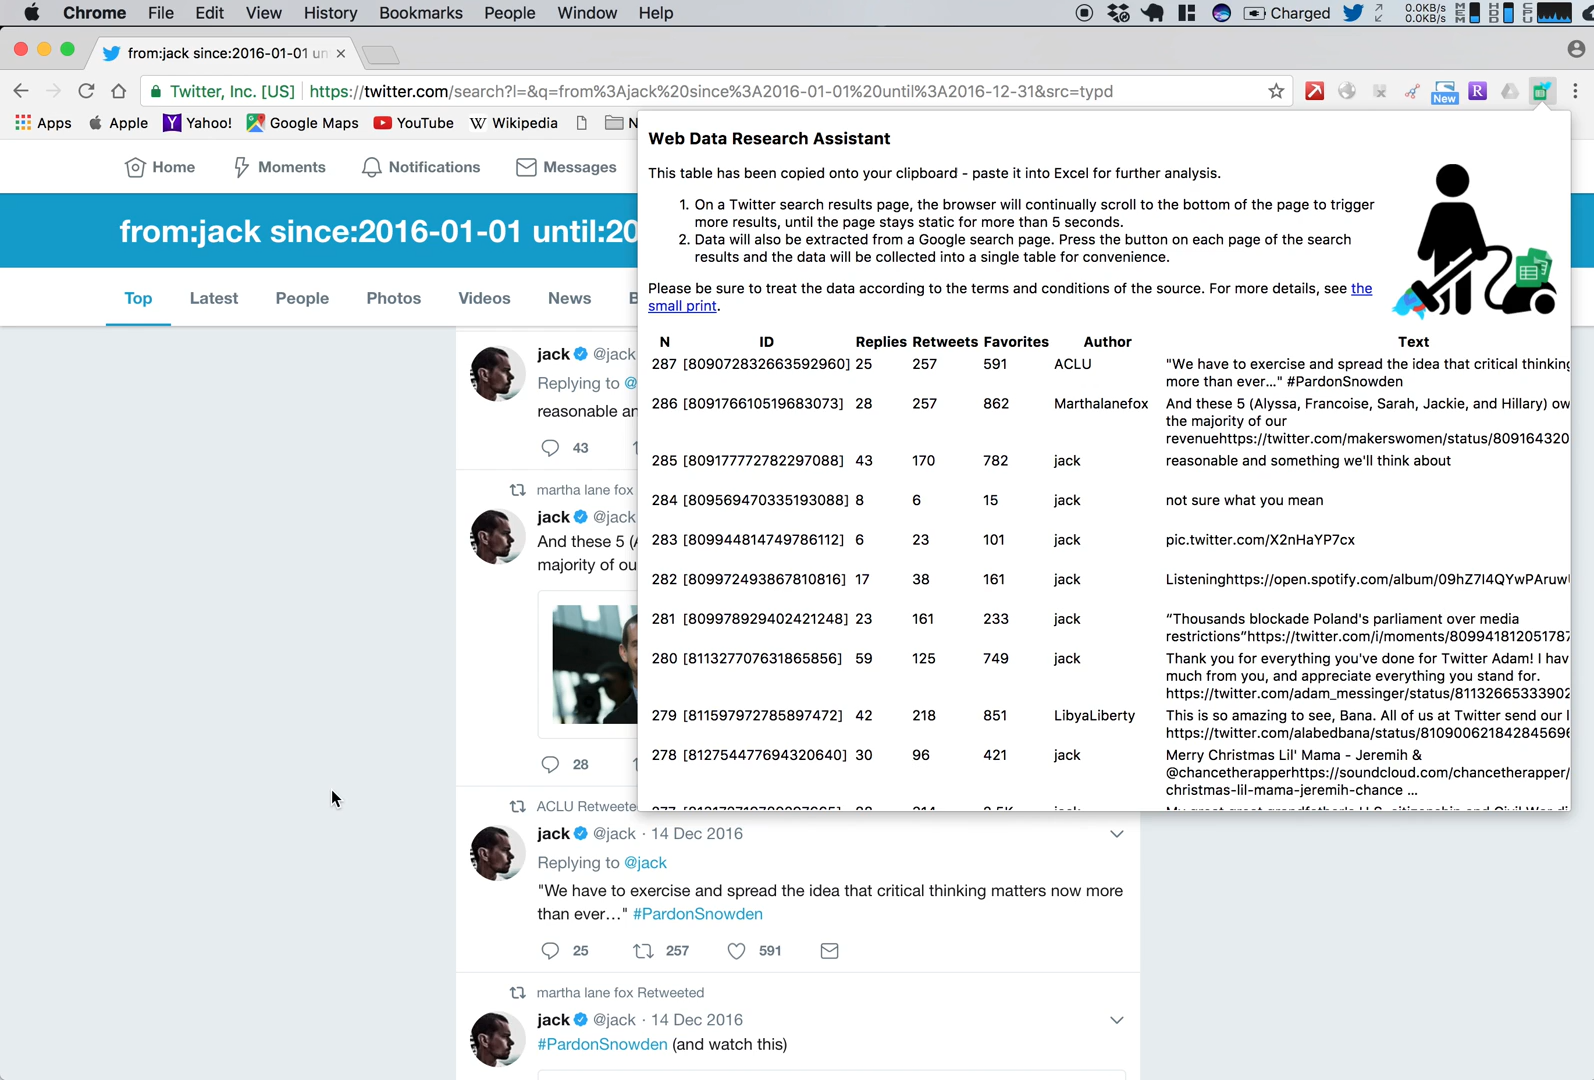 Chrome File Edit View History Bookmarks People Window Help Charged 0.0KB/s 0.0KB/s MEM HDD CPU
from:jack since:2016-01-01 un
Twitter, Inc. [US] https://twitter.com/search?l=&q=from%3Ajack%20since%3A2016-01-01%20until%3A2016-12-31&src=typd New R
Apps Apple Yahoo! Google Maps YouTube Wikipedia N
Home Moments Notifications Messages
from:jack since:2016-01-01 until:20
Top Latest People Photos Videos News B
Web Data Research Assistant
This table has been copied onto your clipboard - paste it into Excel for further analysis.
1. On a Twitter search results page, the browser will continually scroll to the bottom of the page to trigger
more results, until the page stays static for more than 5 seconds.
2. Data will also be extracted from a Google search page. Press the button on each page of the search
results and the data will be collected into a single table for convenience.
Please be sure to treat the data according to the terms and conditions of the source. For more details, see the
small print.
N ID Replies Retweets Favorites Author Text
287 [809072832663592960] 25 257 591 ACLU "We have to exercise and spread the idea that critical thinking
more than ever…" #PardonSnowden
286 [809176610519683073] 28 257 862 Marthalanefox And these 5 (Alyssa, Francoise, Sarah, Jackie, and Hillary) ow
the majority of our
revenuehttps://twitter.com/makerswomen/status/809164320
285 [809177772782297088] 43 170 782 jack reasonable and something we'll think about
284 [809569470335193088] 8 6 15 jack not sure what you mean
283 [809944814749786112] 6 23 101 jack pic.twitter.com/X2nHaYP7cx
282 [809972493867810816] 17 38 161 jack Listeninghttps://open.spotify.com/album/09hZ7I4QYwPAruw
281 [809978929402421248] 23 161 233 jack “Thousands blockade Poland's parliament over media
restrictions”https://twitter.com/i/moments/809941812051787
280 [811327707631865856] 59 125 749 jack Thank you for everything you've done for Twitter Adam! I hav
much from you, and appreciate everything you stand for.
https://twitter.com/adam_messinger/status/81132665333902
279 [811597972785897472] 42 218 851 LibyaLiberty This is so amazing to see, Bana. All of us at Twitter send our l
https://twitter.com/alabedbana/status/810900621842845696
278 [812754477694320640] 30 96 421 jack Merry Christmas Lil' Mama - Jeremih &
@chancetherapperhttps://soundcloud.com/chancetherapper/
christmas-lil-mama-jeremih-chance ...
jack @jack
Replying to @
reasonable an
43
martha lane fox
jack @jack
And these 5 (A
majority of ou
28
ACLU Retweete
jack @jack · 14 Dec 2016
Replying to @jack
"We have to exercise and spread the idea that critical thinking matters now more
than ever…" #PardonSnowden
25 257 591
martha lane fox Retweeted
jack @jack · 14 Dec 2016
#PardonSnowden (and watch this)